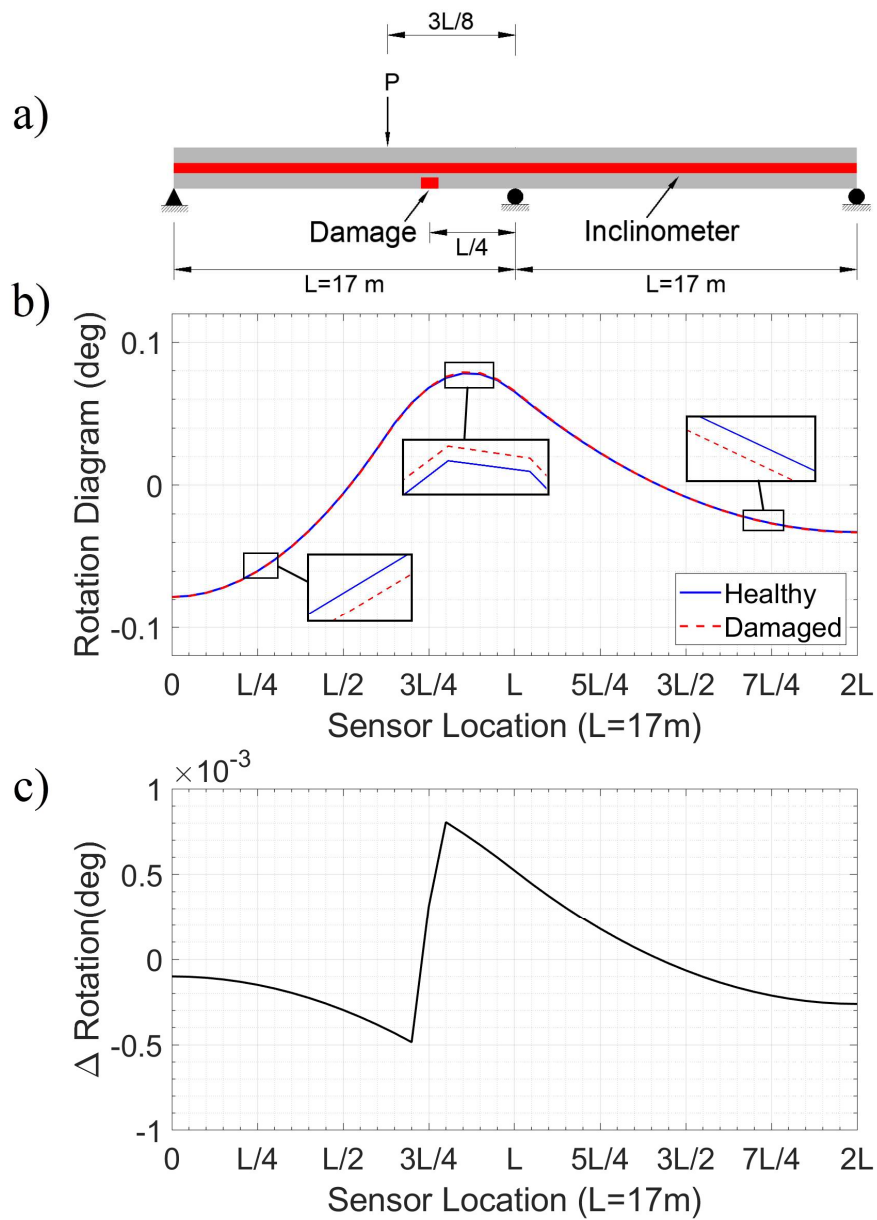 3L/8
P
a)
Damage
L/4
Inclinometer
L=17 m
L=17 m
b)
Rotation Diagram (deg)
0.1
0
-0.1
Healthy
Damaged
0 L/4 L/2 3L/4 L 5L/4 3L/2 7L/4 2L
Sensor Location (L=17m)
c)
×10⁻³
Δ Rotation(deg)
1
0.5
0
-0.5
-1
0 L/4 L/2 3L/4 L 5L/4 3L/2 7L/4 2L
Sensor Location (L=17m)